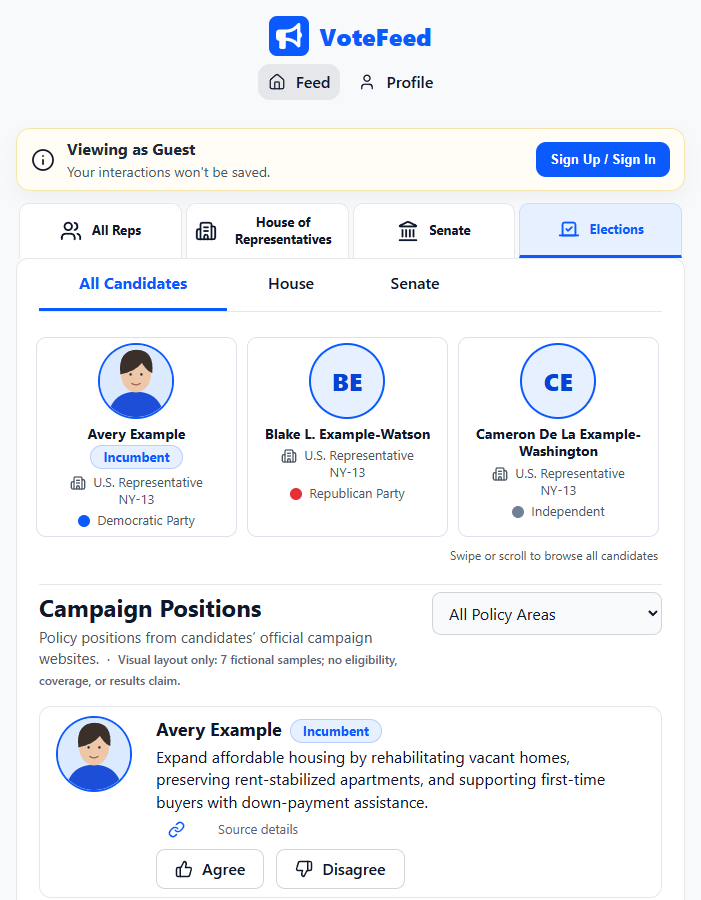 VoteFeed
Feed
Profile
Viewing as Guest
Your interactions won't be saved.
Sign Up / Sign In
All Reps
House of
Representatives
Senate
Elections
All Candidates
House
Senate
Avery Example
Incumbent
U.S. Representative
NY-13
Democratic Party
BE
Blake L. Example-Watson
U.S. Representative
NY-13
Republican Party
CE
Cameron De La Example-
Washington
U.S. Representative
NY-13
Independent
Swipe or scroll to browse all candidates
Campaign Positions
Policy positions from candidates’ official campaign
websites. · Visual layout only: 7 fictional samples; no eligibility,
coverage, or results claim.
All Policy Areas
Avery Example
Incumbent
Expand affordable housing by rehabilitating vacant homes,
preserving rent-stabilized apartments, and supporting first-time
buyers with down-payment assistance.
Source details
Agree
Disagree